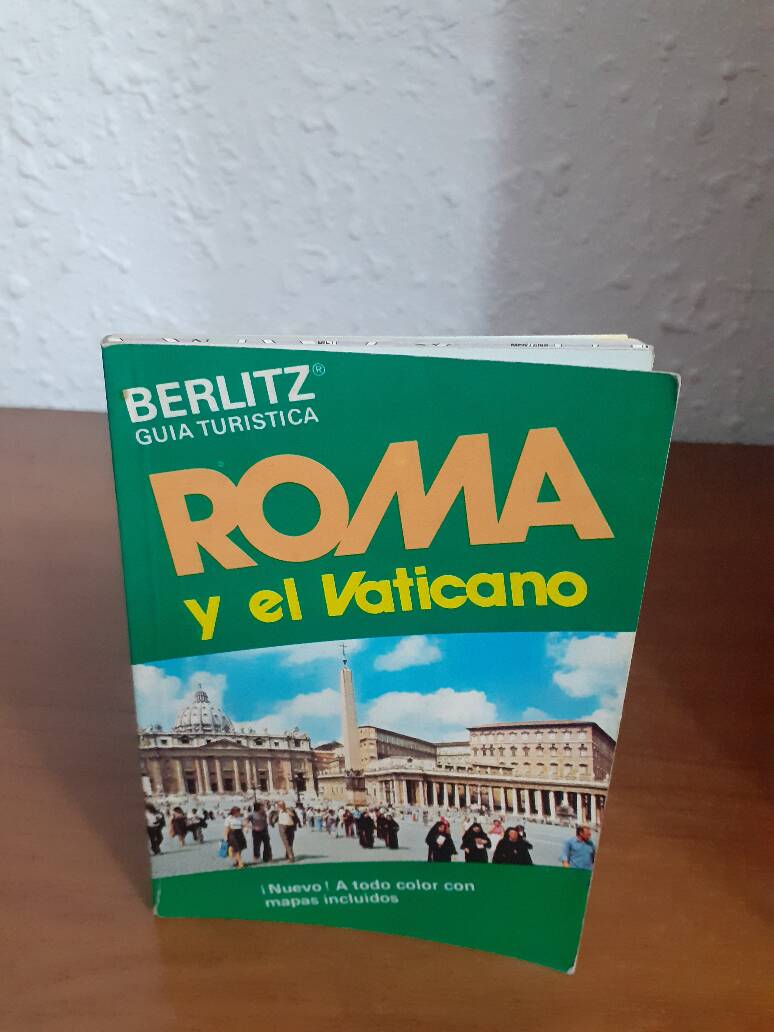 BERLITZ®
GUIA TURISTICA
ROMA
y el Vaticano
¡Nuevo! A todo color con
mapas incluidos